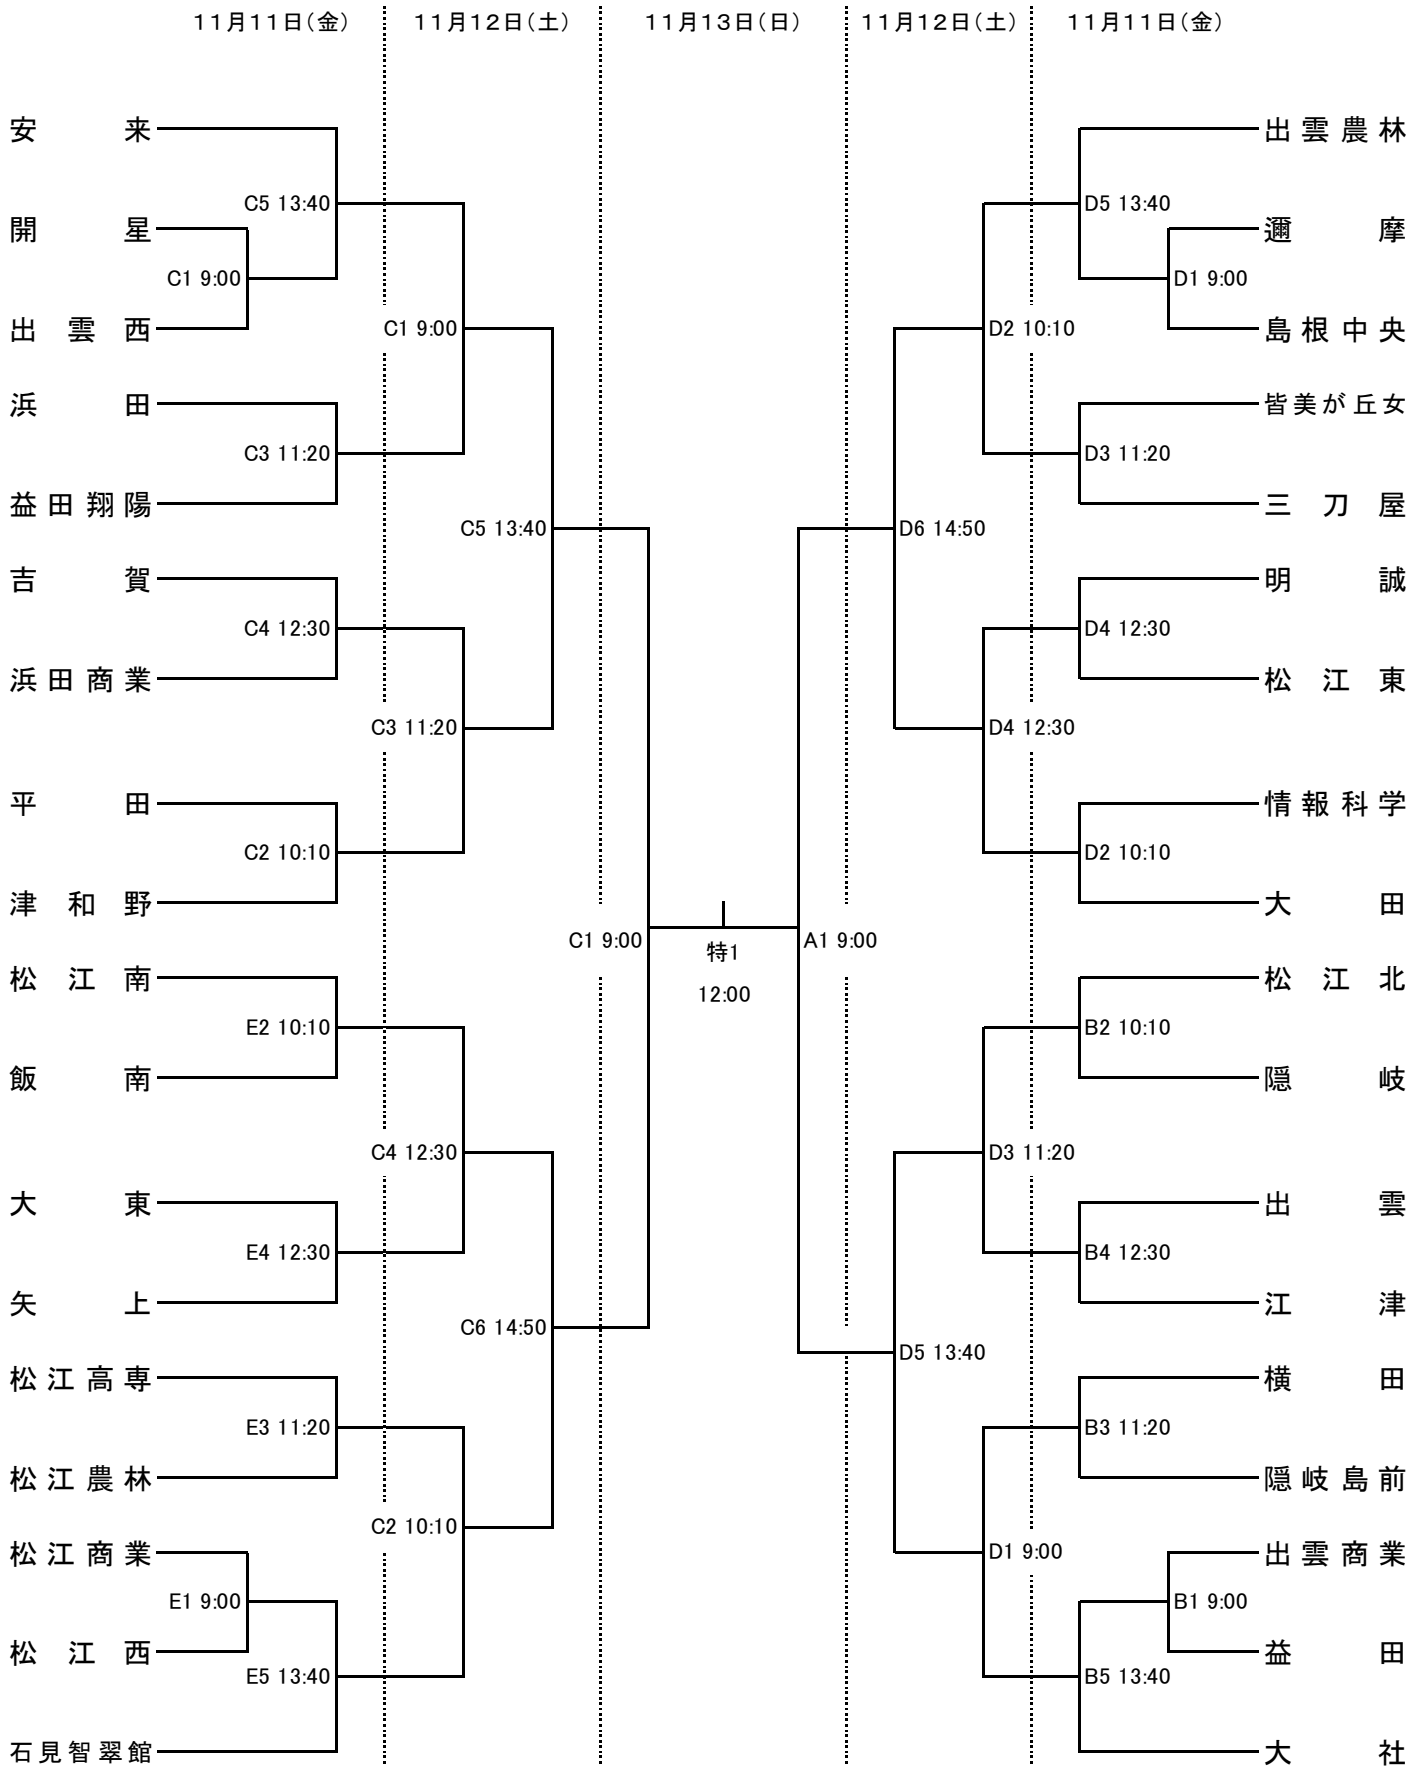 11月11日(金) 11月12日(土) 11月13日(日) 11月12日(土) 11月11日(金)
安来 出雲農林
C5 13:40 D5 13:40
開星 邇摩
C1 9:00 D1 9:00
出雲西 C1 9:00 D2 10:10 島根中央
浜田 皆美が丘女
C3 11:20 D3 11:20
益田翔陽 三刀屋
C5 13:40 D6 14:50
吉賀 明誠
C4 12:30 D4 12:30
浜田商業 松江東
C3 11:20 D4 12:30
平田 情報科学
C2 10:10 D2 10:10
津和野 大田
C1 9:00 特1 A1 9:00
松江南 松江北
12:00
E2 10:10 B2 10:10
飯南 隠岐
C4 12:30 D3 11:20
大東 出雲
E4 12:30 B4 12:30
矢上 江津
C6 14:50 D5 13:40
松江高専 横田
E3 11:20 B3 11:20
松江農林 隠岐島前
C2 10:10 D1 9:00
松江商業 出雲商業
E1 9:00 B1 9:00
松江西 益田
E5 13:40 B5 13:40
石見智翠館 大社